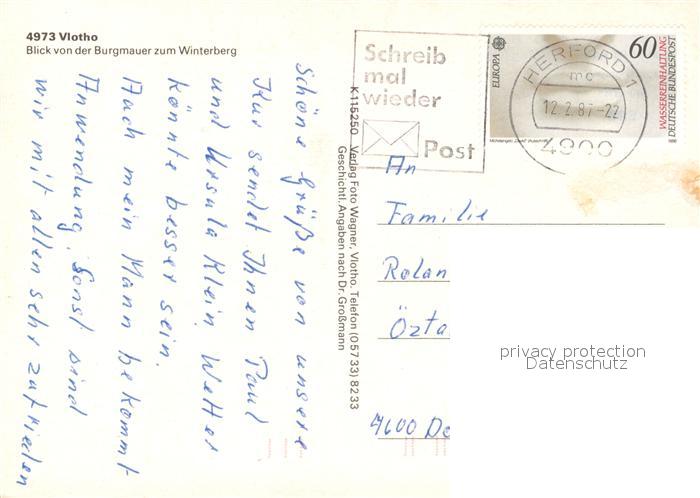 4973 Vlotho
Blick von der Burgmauer zum Winterberg
Schöne Grüße von unsere
Kur sendet Ihnen Paul
und Ursula Klein. Wetter
könnte besser sein.
Auch mein Mann bekommt
Anwendung. Sonst sind
wir mit allen sehr zufrieden
K 115250 Verlag Foto Wagner, Vlotho. Telefon (05733) 8233
Geschichtl. Angaben nach Dr. Großmann
Schreib
mal
wieder
Post
EUROPA
60
WASSERREINHALTUNG
DEUTSCHE BUNDESPOST
HERFORD 1
mc
12.2.87-22
4900
An
Familie
Rolan
Özta
4600 Do
privacy protection
Datenschutz